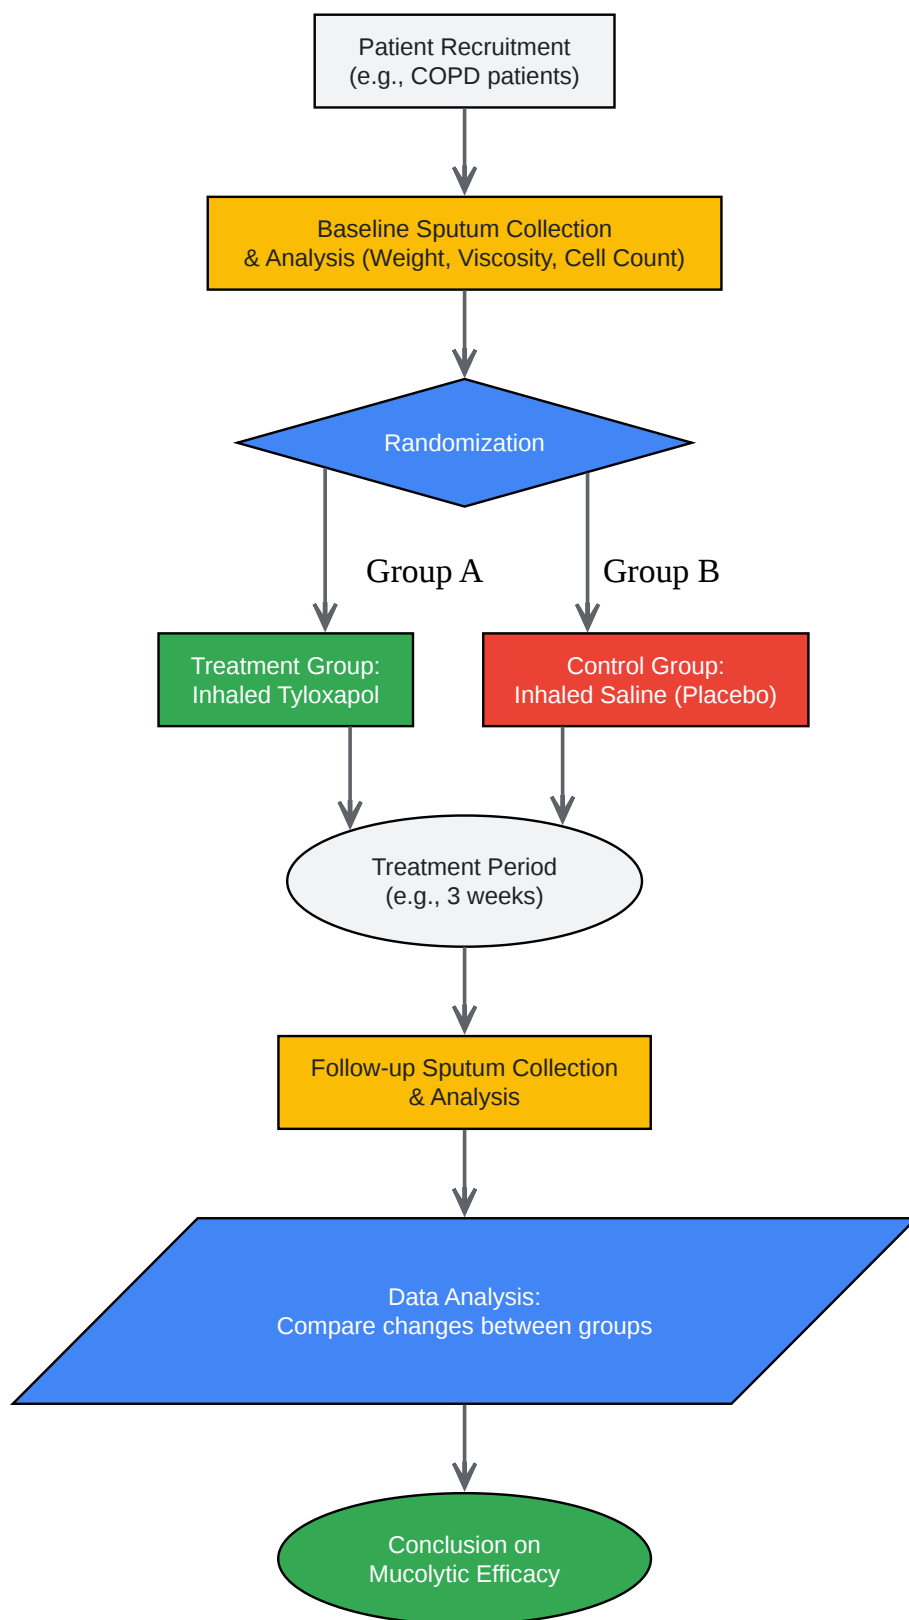 Patient Recruitment
(e.g., COPD patients)
Baseline Sputum Collection
& Analysis (Weight, Viscosity, Cell Count)
Randomization
Group A
Group B
Treatment Group:
Inhaled Tyloxapol
Control Group:
Inhaled Saline (Placebo)
Treatment Period
(e.g., 3 weeks)
Follow-up Sputum Collection
& Analysis
Data Analysis:
Compare changes between groups
Conclusion on
Mucolytic Efficacy